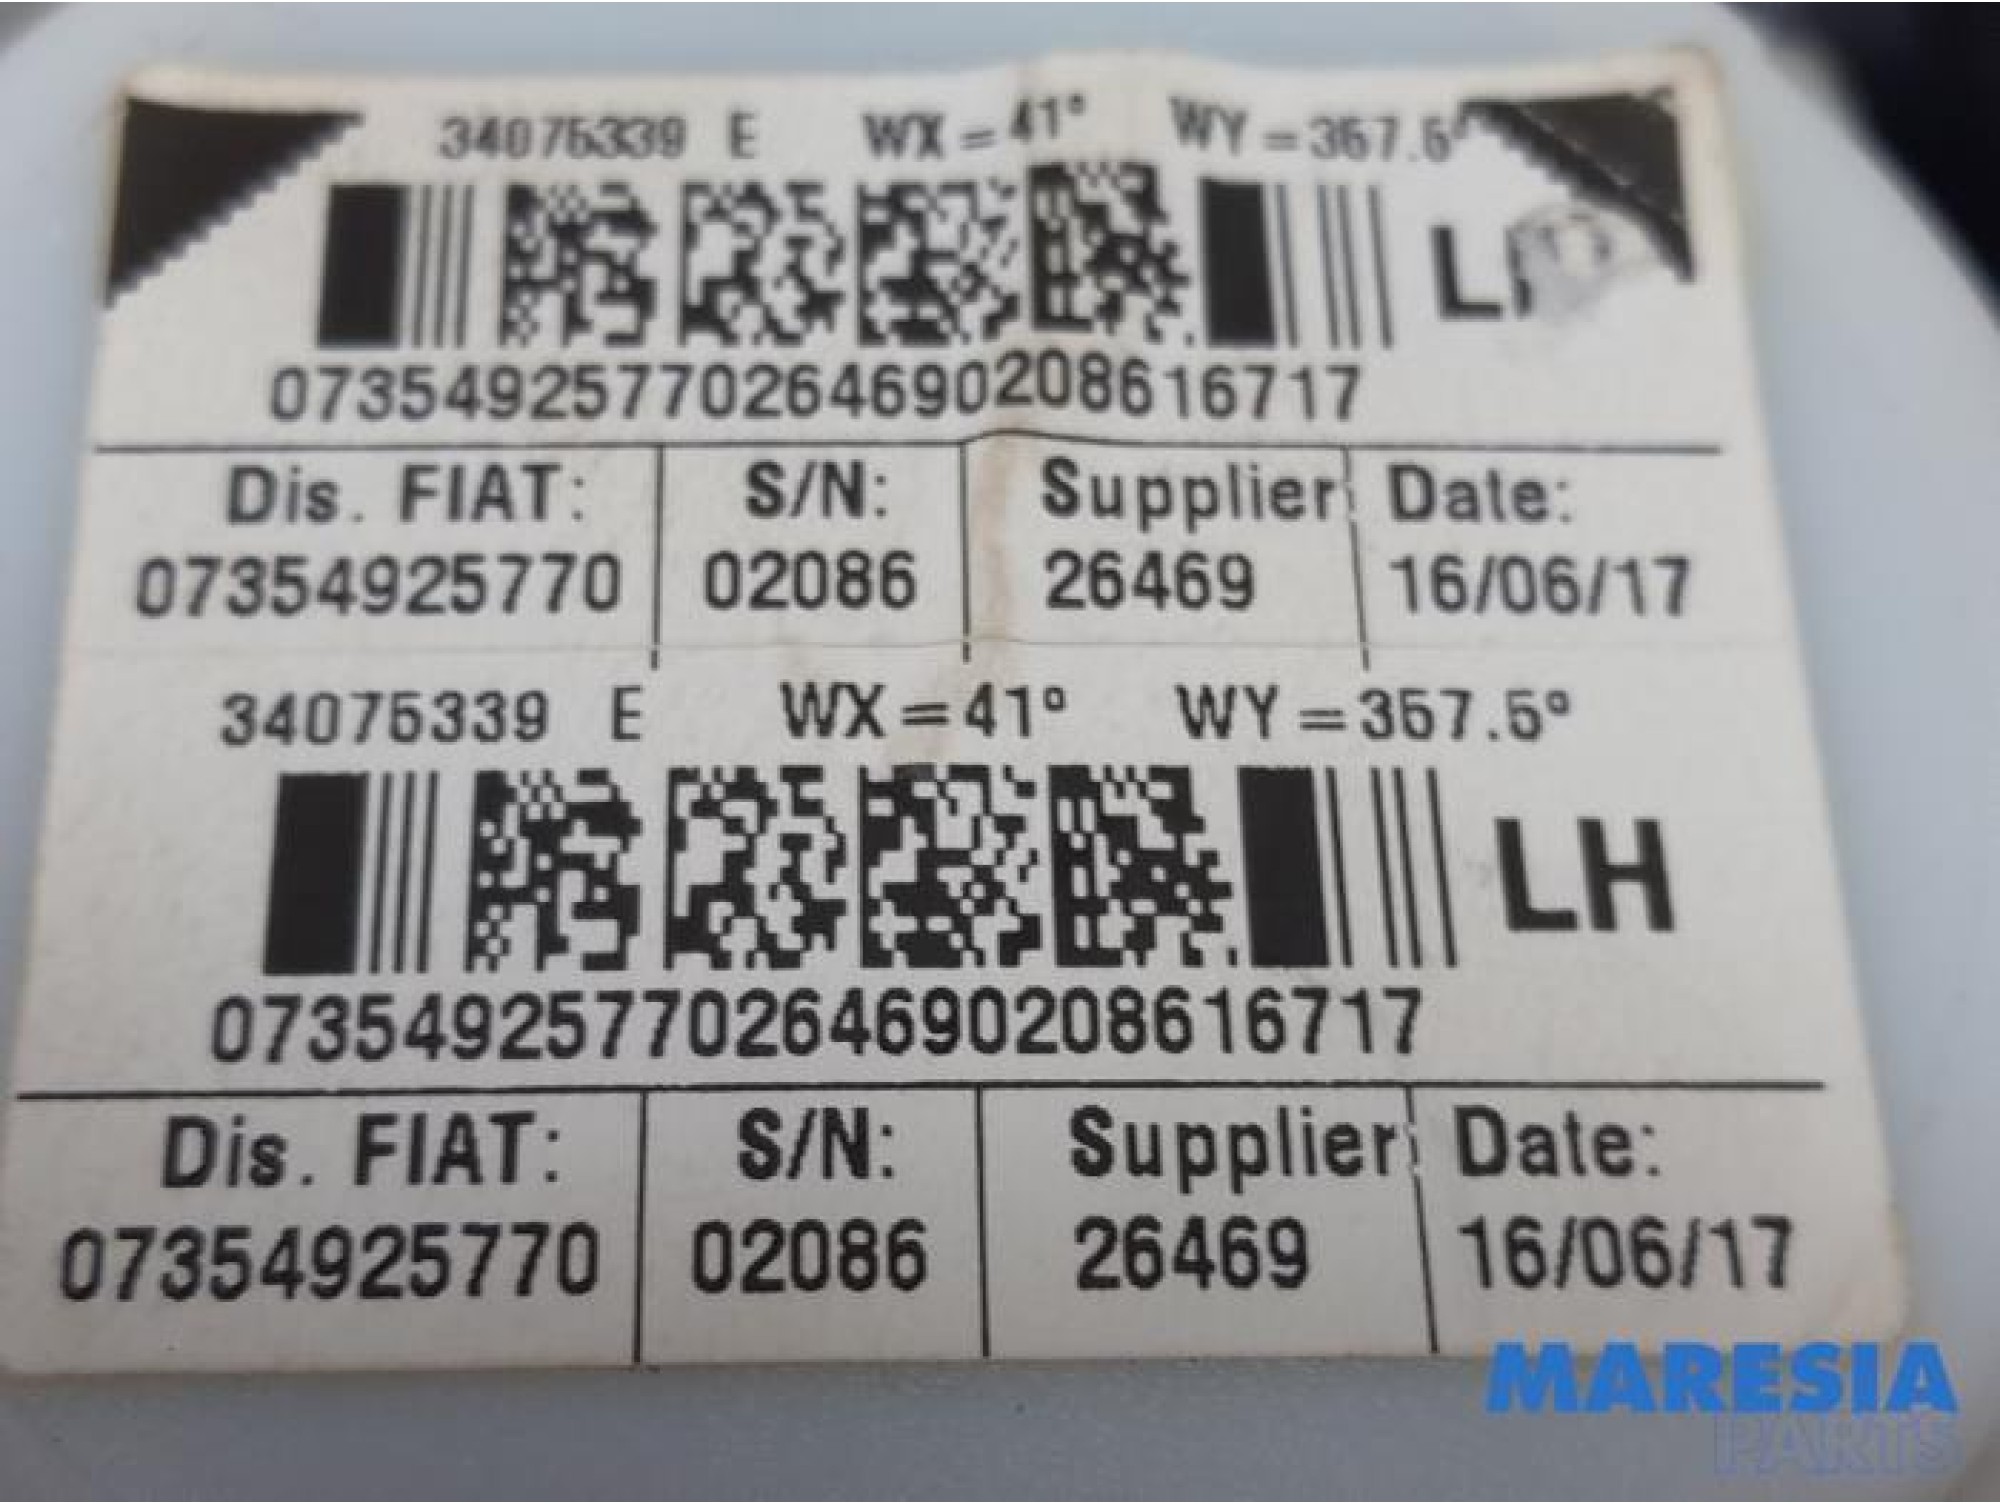 34075339 E WX=41° WY=357.5°
07354925770264690208616717
Dis. FIAT: S/N: Supplier Date:
07354925770 02086 26469 16/06/17
34075339 E WX=41° WY=357.5°
LH
07354925770264690208616717
Dis. FIAT: S/N: Supplier Date:
07354925770 02086 26469 16/06/17
MARESIA
PARTS